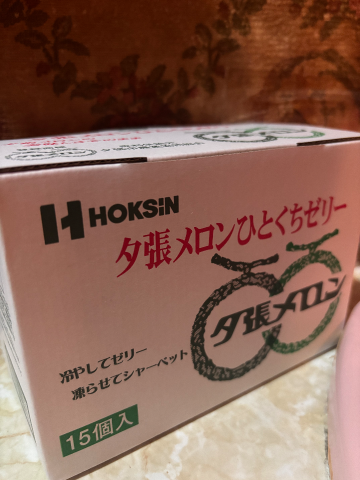 HOKSIN
夕張メロンひとくちゼリー
夕張メロン
冷やしてゼリー
凍らせてシャーベット
15個入